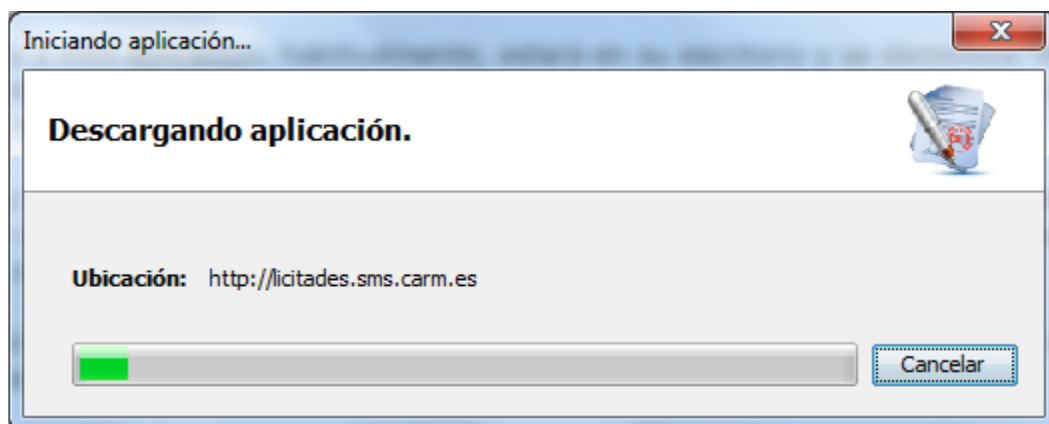 Iniciando aplicación...
Descargando aplicación.
Ubicación: http://licitades.sms.carm.es
Cancelar